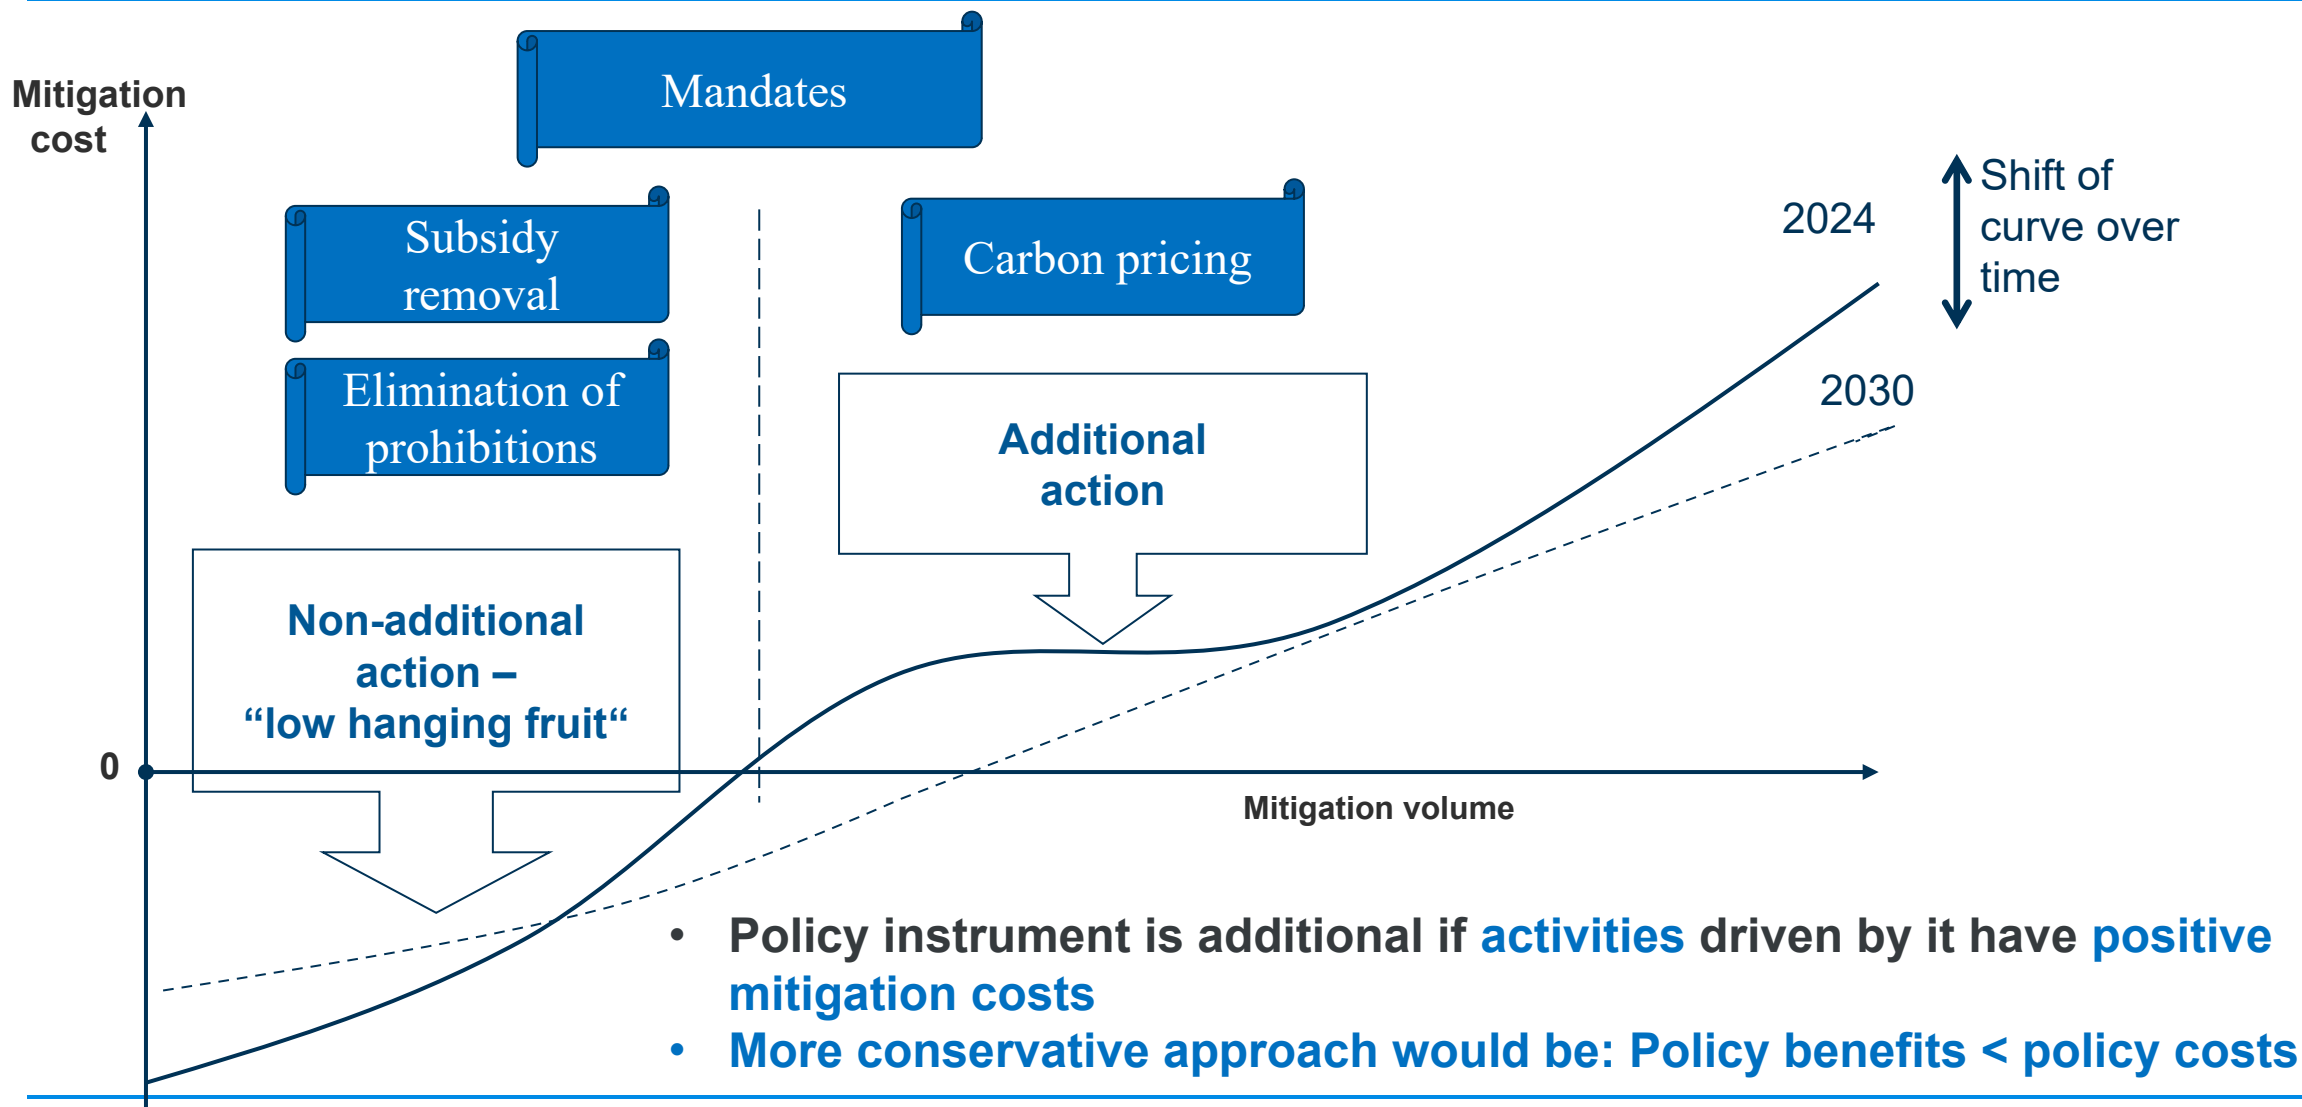 Mandates
Mitigation
cost
Subsidy
removal
Carbon pricing
2024
Shift of
curve over
time
Elimination of
prohibitions
2030
Additional
action
Non-additional
action –
“low hanging fruit“
0
Mitigation volume
• Policy instrument is additional if activities driven by it have positive
mitigation costs
• More conservative approach would be: Policy benefits < policy costs